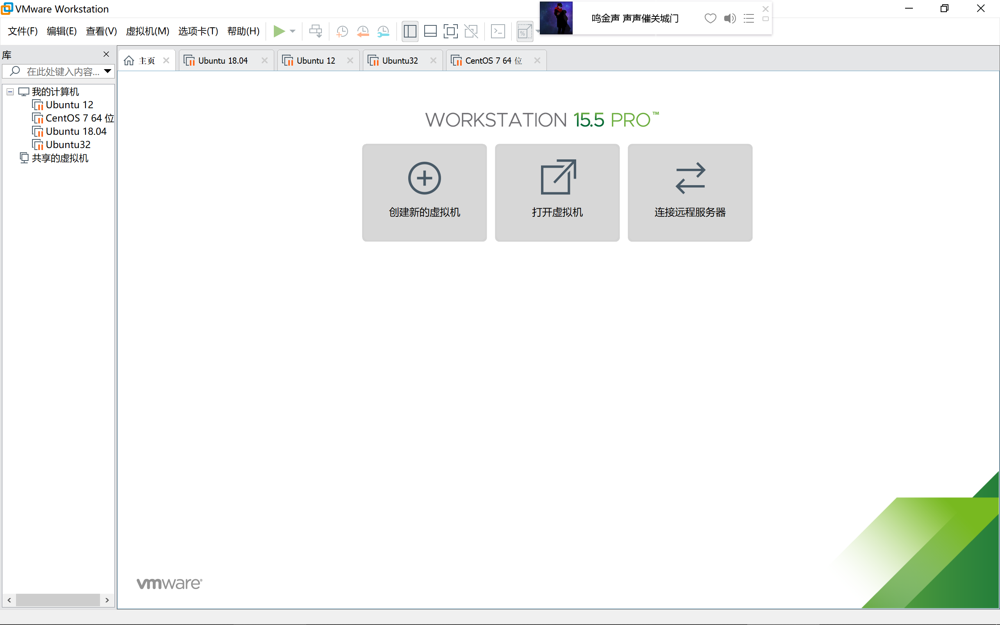 VMware Workstation
鸣金声 声声催关城门
文件(F) 编辑(E) 查看(V) 虚拟机(M) 选项卡(T) 帮助(H)
库
主页
Ubuntu 18.04
Ubuntu 12
Ubuntu32
CentOS 7 64 位
在此处键入内容...
我的计算机
Ubuntu 12
CentOS 7 64 位
Ubuntu 18.04
Ubuntu32
共享的虚拟机
WORKSTATION 15.5 PRO™
创建新的虚拟机
打开虚拟机
连接远程服务器
vmware®